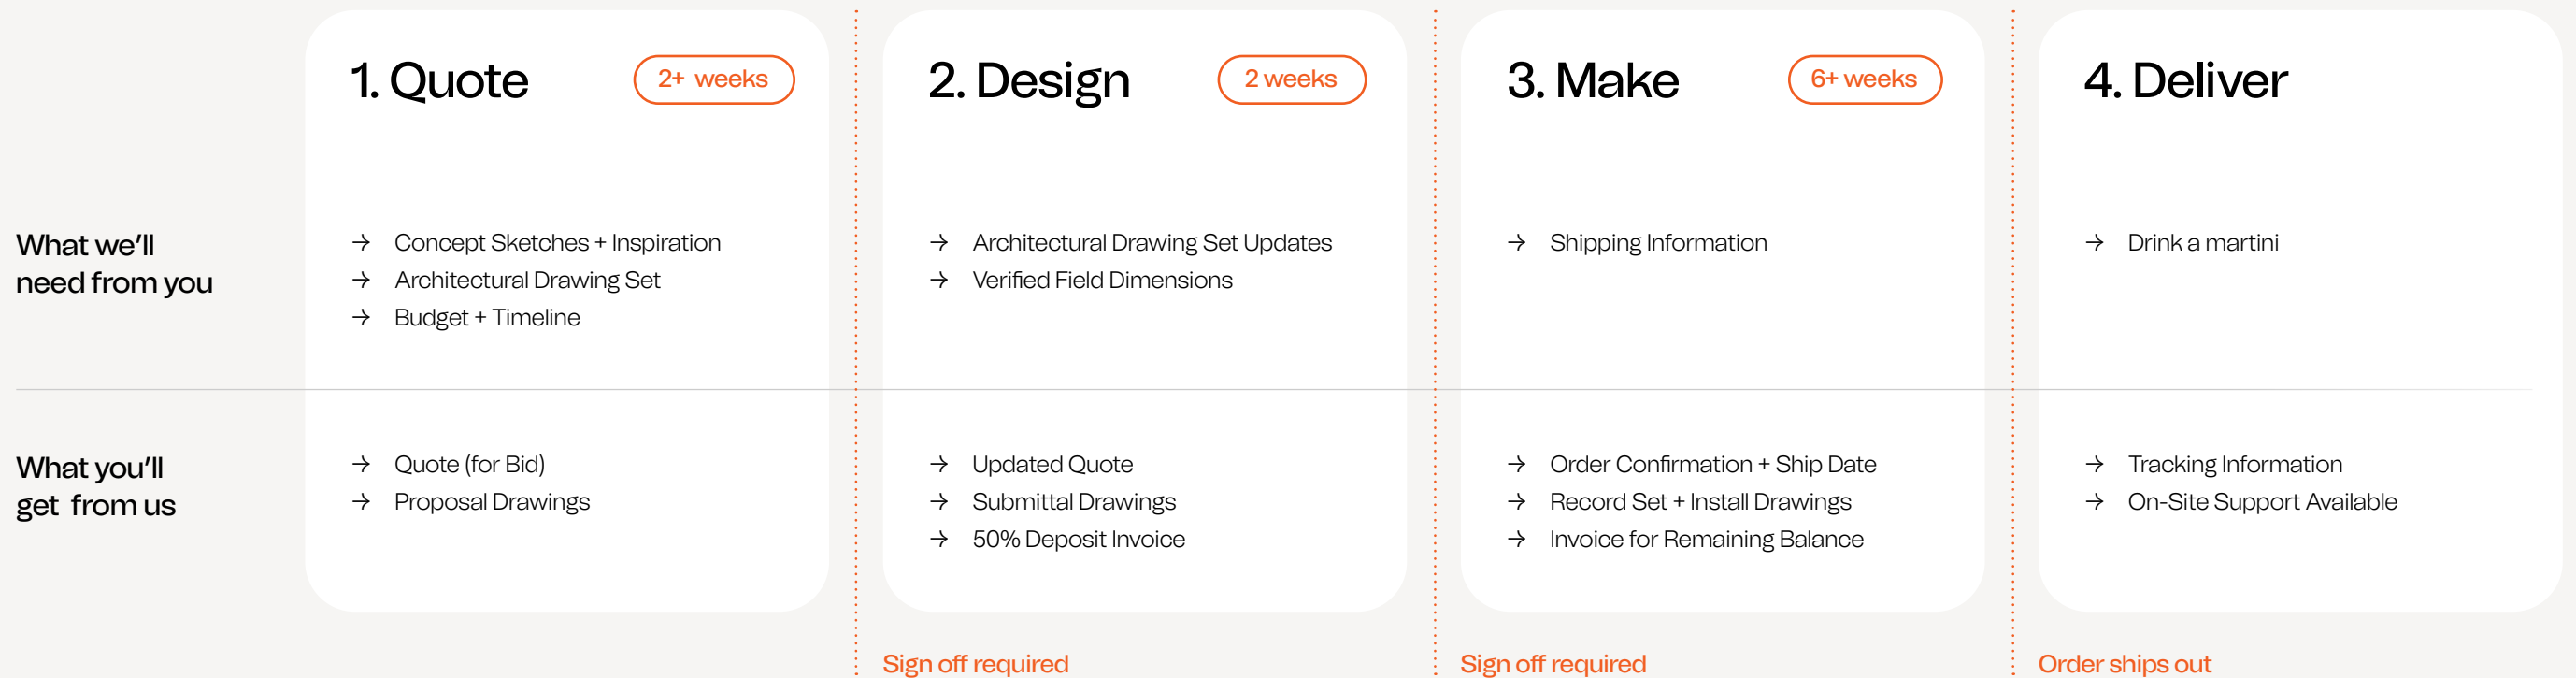 1. Quote
2+ weeks
2. Design
2 weeks
3. Make
6+ weeks
4. Deliver
What we'll
need from you
→ Concept Sketches + Inspiration
→ Architectural Drawing Set
→ Budget + Timeline
→ Architectural Drawing Set Updates
→ Verified Field Dimensions
→ Shipping Information
→ Drink a martini
What you'll
get from us
→ Quote (for Bid)
→ Proposal Drawings
→ Updated Quote
→ Submittal Drawings
→ 50% Deposit Invoice
→ Order Confirmation + Ship Date
→ Record Set + Install Drawings
→ Invoice for Remaining Balance
→ Tracking Information
→ On-Site Support Available
Sign off required
Sign off required
Order ships out